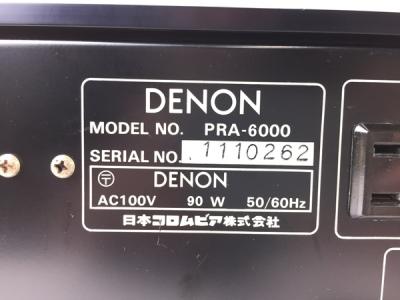 DENON
MODEL NO. PRA-6000
SERIAL NO. 1110262
〒 DENON
AC100V 90 W 50/60Hz
日本コロムビア株式会社